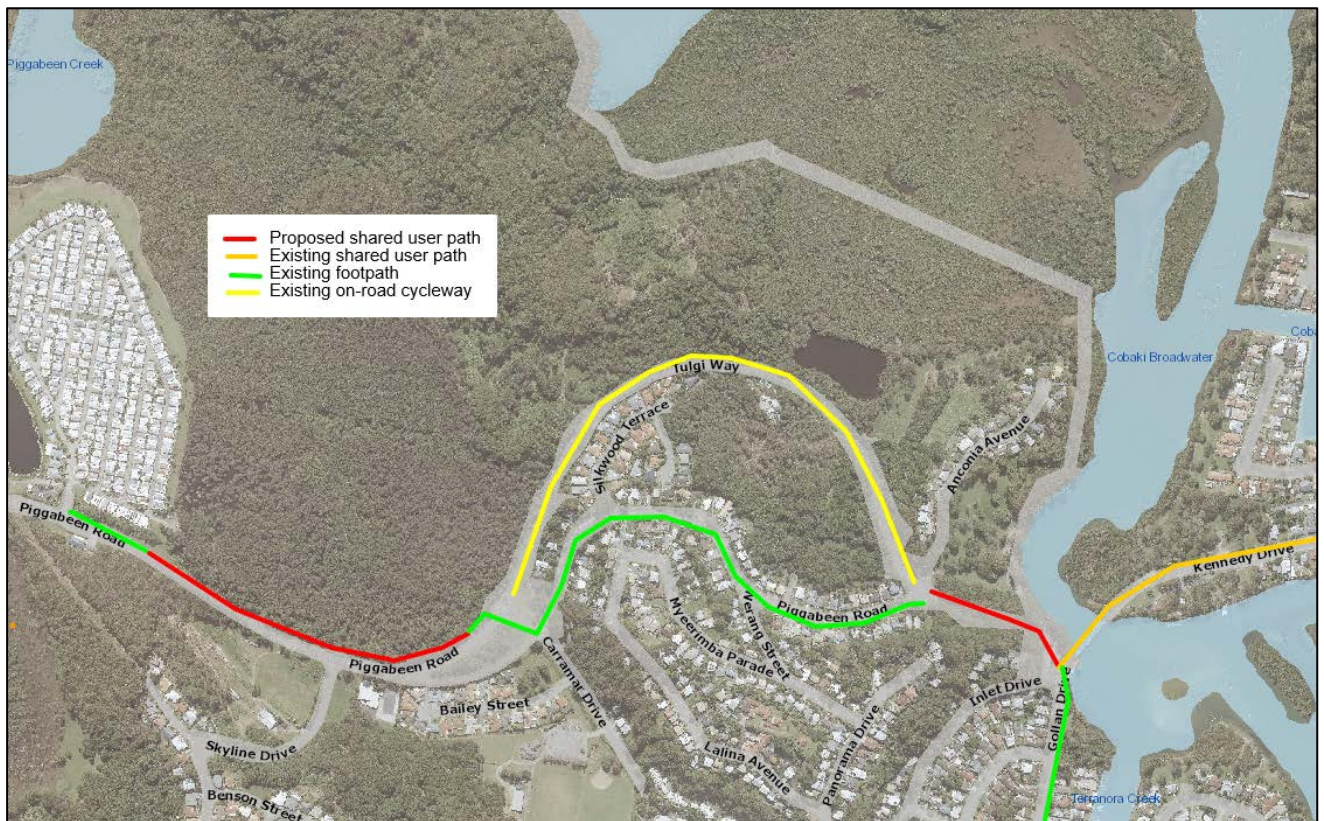 Piggabeen Creek
Proposed shared user path
Existing shared user path
Existing footpath
Existing on-road cycleway
Coba
Cobaki Broadwater
Tulgi Way
Silkwood Terrace
Anconia Avenue
Piggabeen Road
Kennedy Drive
Piggabeen Road
Werang Street
Myeerimba Parade
Piggabeen Road
Carramar Drive
Inlet Drive
Gollan Drive
Bailey Street
Panorama Drive
Skyline Drive
Lalina Avenue
Benson Street
Terranora Creek